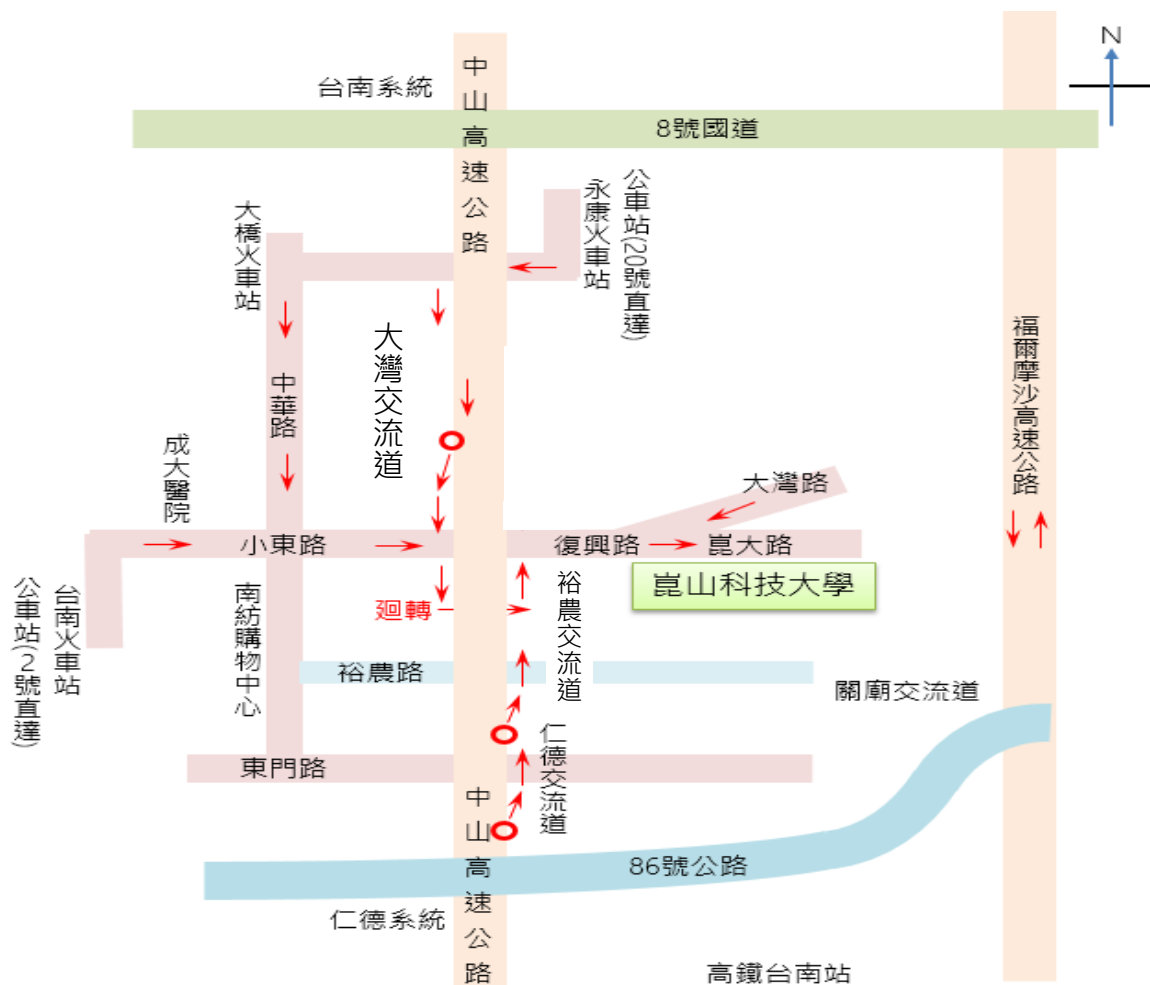 N
台南系統
中山高速公路
8號國道
大橋火車站
永康火車站
公車站(20號直達)
大灣交流道
福爾摩沙高速公路
中華路
成大醫院
大灣路
小東路
復興路
崑大路
崑山科技大學
台南火車站
公車站(2號直達)
南紡購物中心
廻轉
裕農交流道
裕農路
關廟交流道
仁德交流道
東門路
中山高速公路
86號公路
仁德系統
高鐵台南站